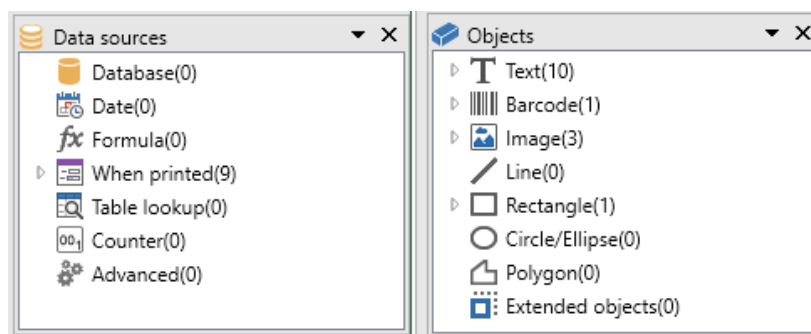 Data sources
Database(0)
Date(0)
Formula(0)
When printed(9)
Table lookup(0)
Counter(0)
Advanced(0)
Objects
Text(10)
Barcode(1)
Image(3)
Line(0)
Rectangle(1)
Circle/Ellipse(0)
Polygon(0)
Extended objects(0)